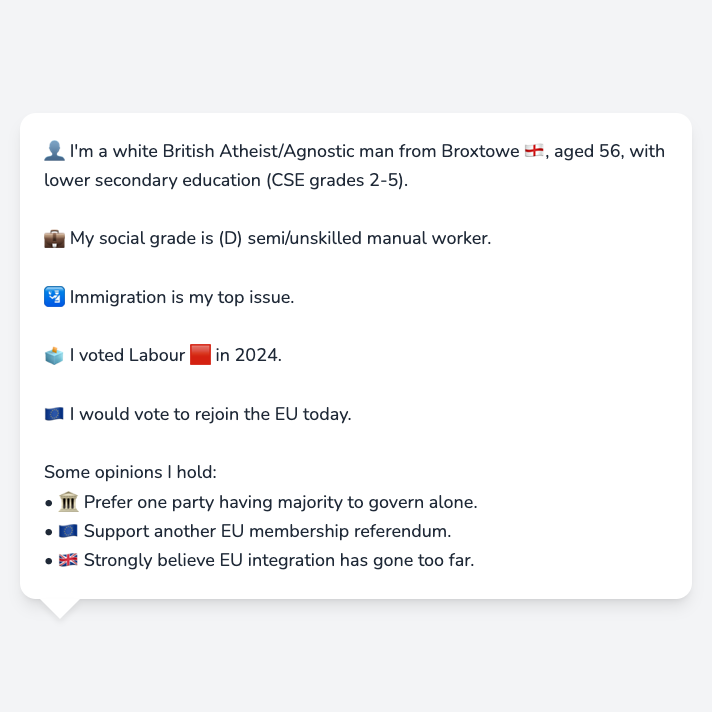 👤 I'm a white British Atheist/Agnostic man from Broxtowe 🏴󠁧󠁢󠁥󠁮󠁧󠁿, aged 56, with
lower secondary education (CSE grades 2-5).
💼 My social grade is (D) semi/unskilled manual worker.
🛂 Immigration is my top issue.
🗳️ I voted Labour 🟥 in 2024.
🇪🇺 I would vote to rejoin the EU today.
Some opinions I hold:
• 🏛️ Prefer one party having majority to govern alone.
• 🇪🇺 Support another EU membership referendum.
• 🇬🇧 Strongly believe EU integration has gone too far.